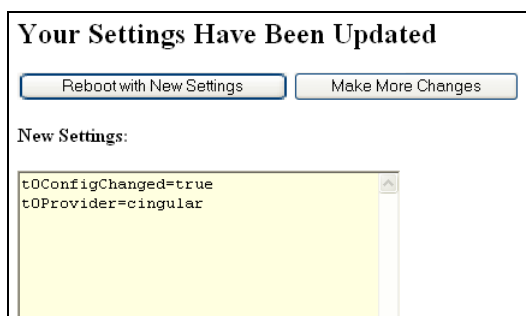 Your Settings Have Been Updated
Reboot with New Settings Make More Changes
New Settings:
t0ConfigChanged=true
t0Provider=cingular